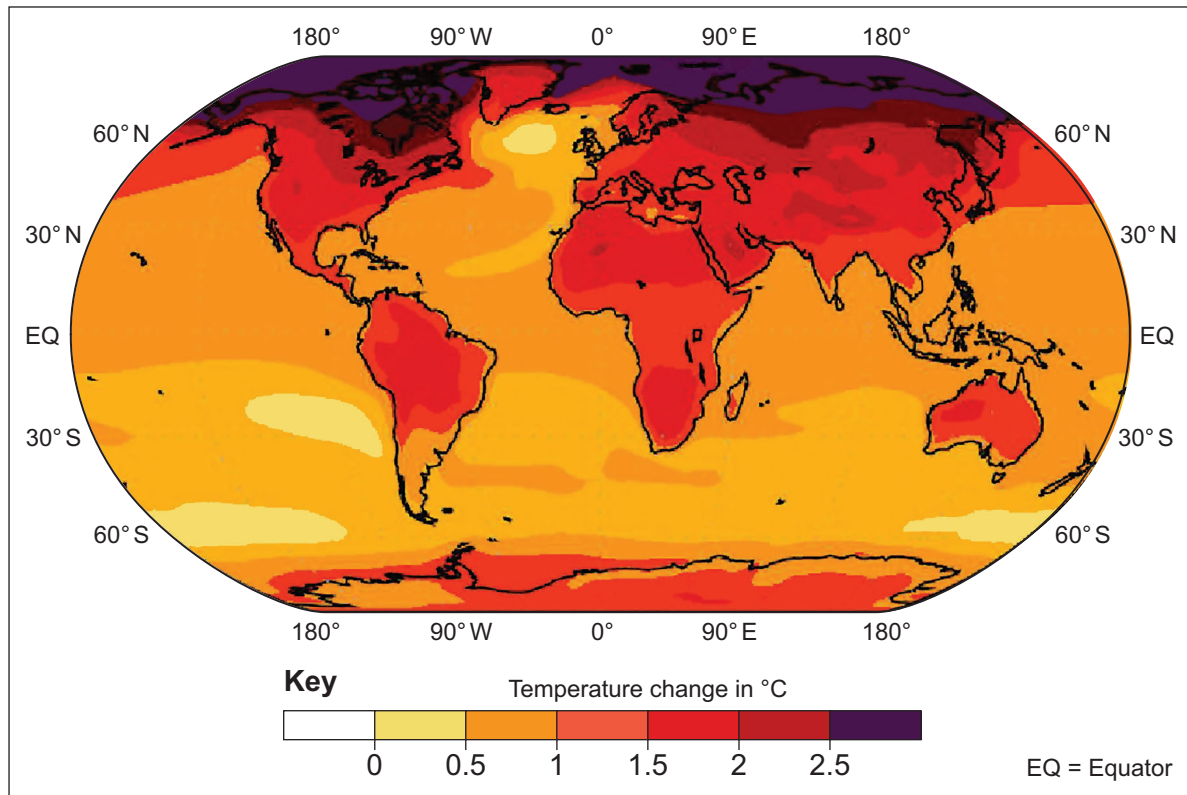 180° 90° W 0° 90° E 180°
60° N 60° N
30° N 30° N
EQ EQ
30° S 30° S
60° S 60° S
180° 90° W 0° 90° E 180°
Key Temperature change in °C
0 0.5 1 1.5 2 2.5
EQ = Equator